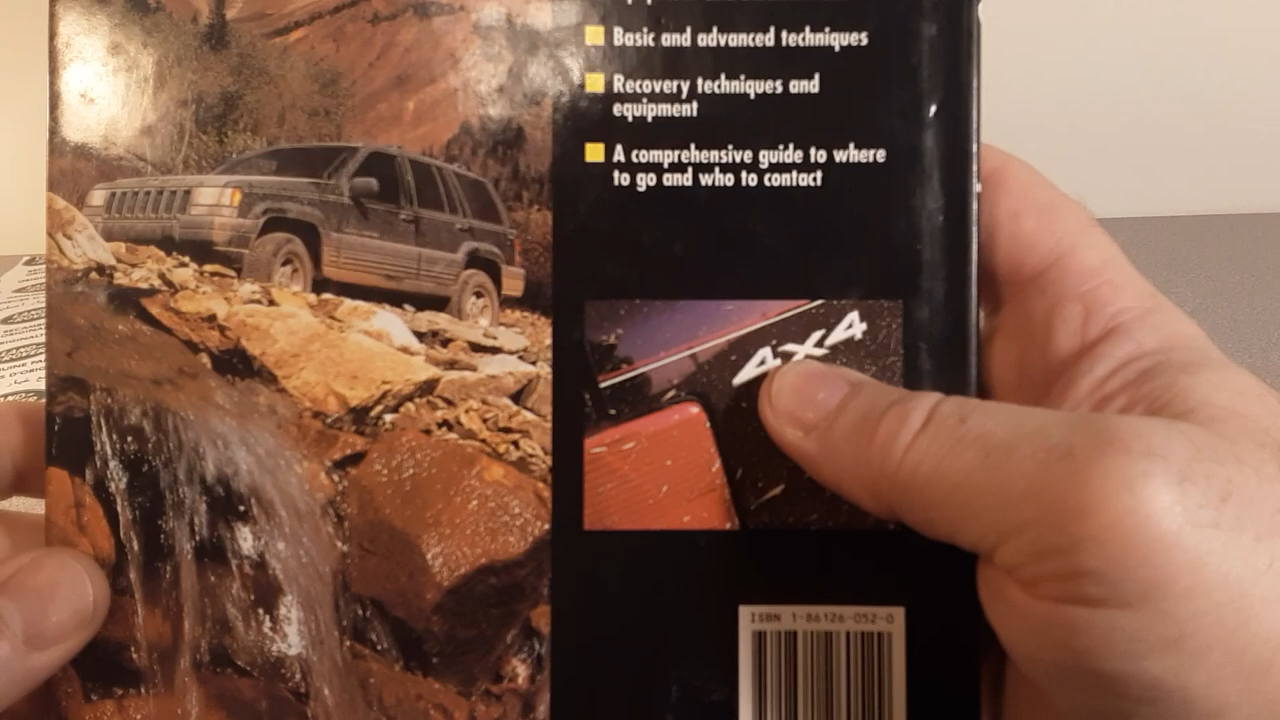 Basic and advanced techniques
Recovery techniques and
equipment
A comprehensive guide to where
to go and who to contact
4x4
ISBN 1-86126-052-0